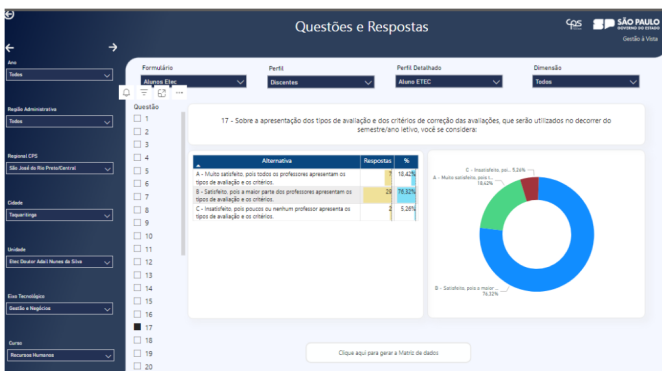 Questões e Respostas
CPS
SÃO PAULO
GOVERNO DO ESTADO
Gestão à Vista
Ano
Todos
Região Administrativa
Todos
Regional CPS
São José do Rio Preto/Central
Cidade
Taquaritinga
Unidade
Etec Doutor Adail Nunes da Silva
Eixo Tecnológico
Gestão e Negócios
Curso
Recursos Humanos
Formulário
Alunos Etec
Perfil
Discentes
Perfil Detalhado
Aluno ETEC
Dimensão
Todos
Questão
1
2
3
4
5
6
7
8
9
10
11
12
13
14
15
16
17
18
19
20
17 - Sobre a apresentação dos tipos de avaliação e dos critérios de correção das avaliações, que serão utilizados no decorrer do
semestre/ano letivo, você se considera:
Alternativa Respostas %
A - Muito satisfeito, pois todos os professores apresentam os 7 18,42%
tipos de avaliação e os critérios.
B - Satisfeito, pois a maior parte dos professores apresentam os 29 76,32%
tipos de avaliação e os critérios.
C - Insatisfeito, pois poucos ou nenhum professor apresenta os 2 5,26%
tipos de avaliação e os critérios.
C - Insatisfeito, poi... 5,26%
A - Muito satisfeito, pois t...
18,42%
B - Satisfeito, pois a maior ...
76,32%
Clique aqui para gerar a Matriz de dados